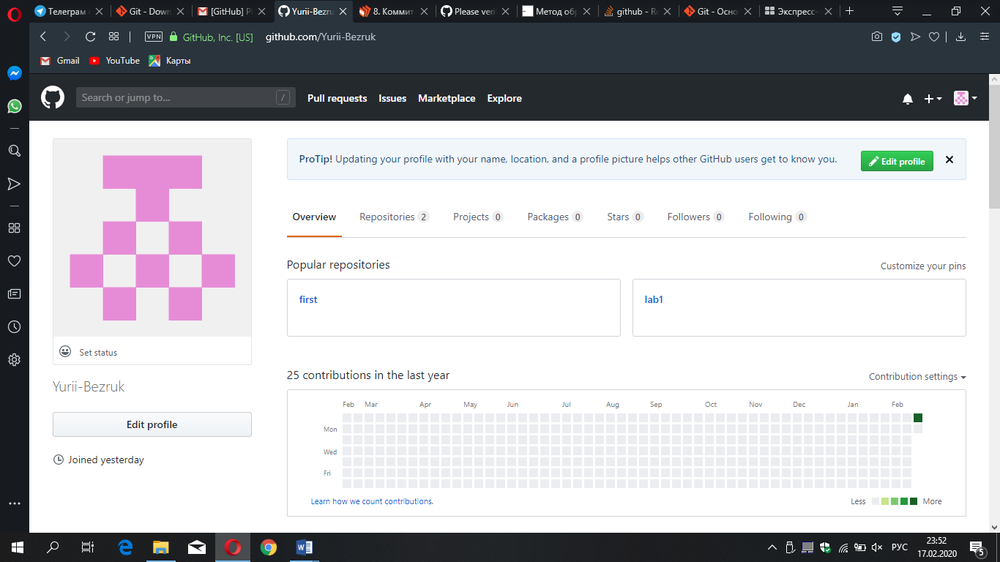 Телеграм
Git - Down
[GitHub] Pl
Yurii-Bezru
8. Коммит
Please veri
Метод об
github - Re
Git - Осно
Экспресс-
VPN
GitHub, Inc. [US]
github.com/Yurii-Bezruk
Gmail
YouTube
Карты
Search or jump to...
/
Pull requests
Issues
Marketplace
Explore
ProTip! Updating your profile with your name, location, and a profile picture helps other GitHub users get to know you.
Edit profile
Overview
Repositories 2
Projects 0
Packages 0
Stars 0
Followers 0
Following 0
Popular repositories
Customize your pins
first
lab1
Set status
Yurii-Bezruk
Edit profile
Joined yesterday
25 contributions in the last year
Contribution settings
Feb Mar Apr May Jun Jul Aug Sep Oct Nov Dec Jan Feb
Mon
Wed
Fri
Learn how we count contributions.
Less
More
РУС
23:52
17.02.2020
5